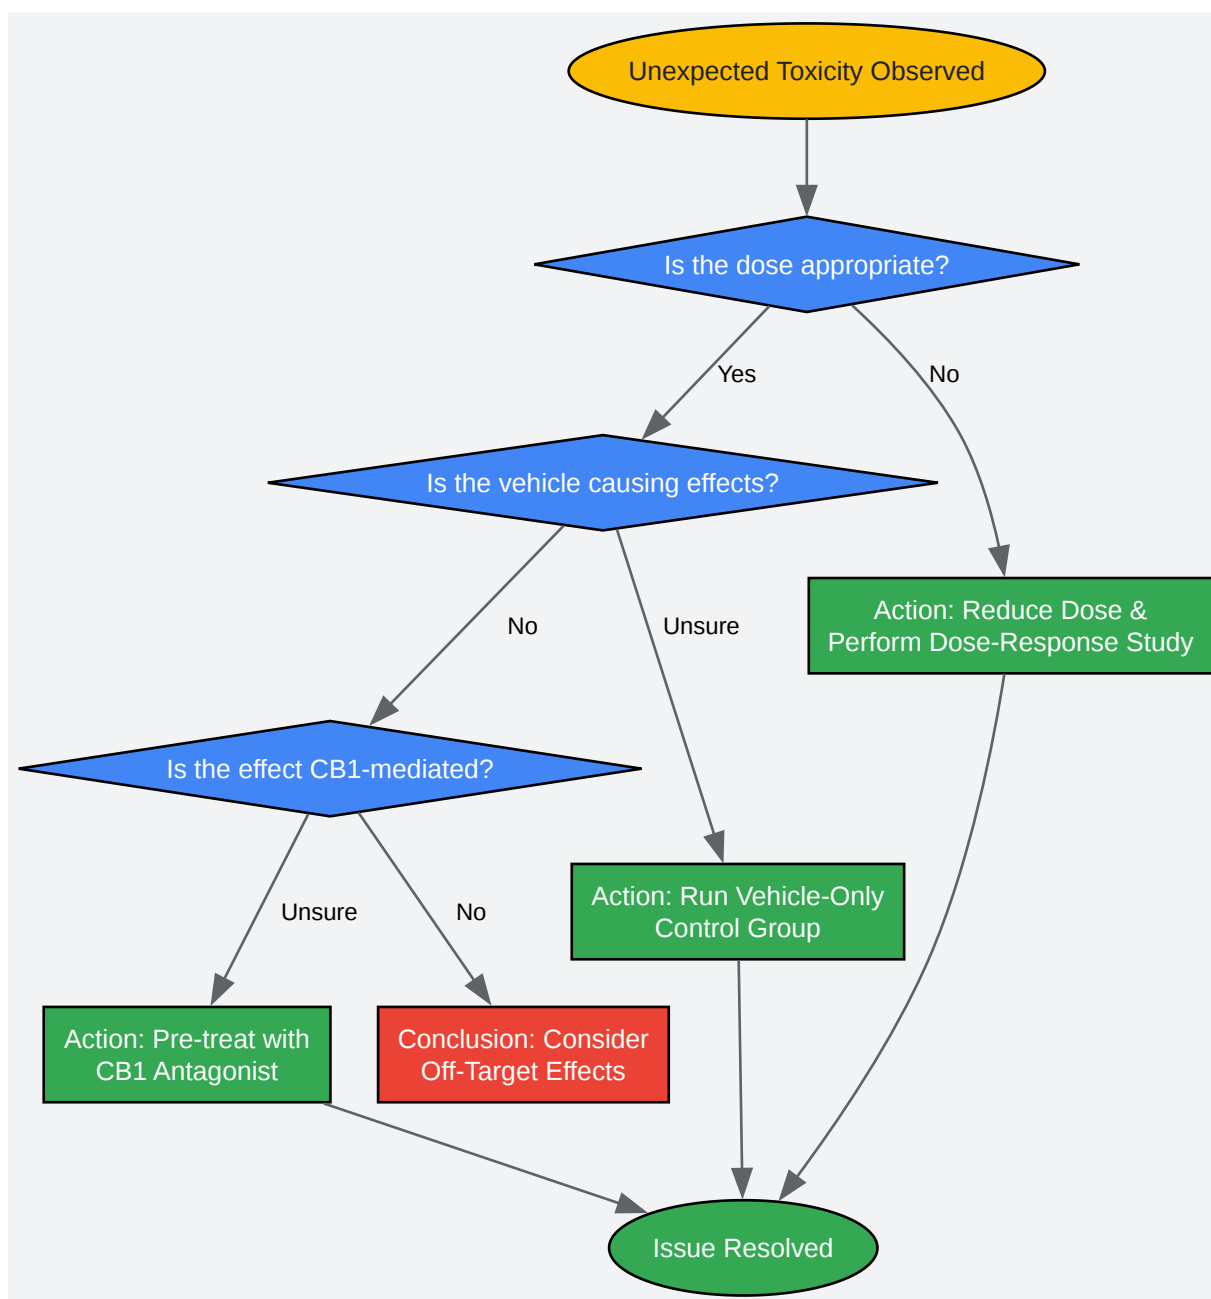 Unexpected Toxicity Observed
Is the dose appropriate?
Yes
No
Is the vehicle causing effects?
No
Unsure
Action: Reduce Dose &
Perform Dose-Response Study
Is the effect CB1-mediated?
Unsure
No
Action: Run Vehicle-Only
Control Group
Action: Pre-treat with
CB1 Antagonist
Conclusion: Consider
Off-Target Effects
Issue Resolved